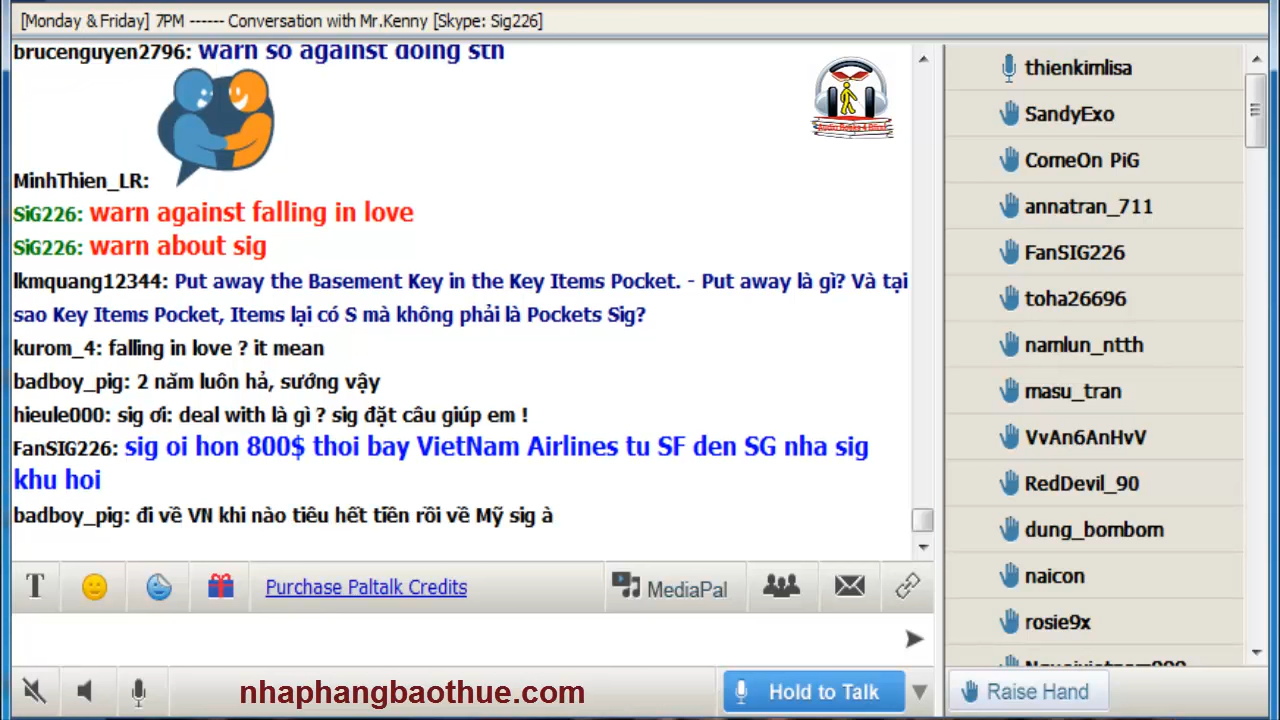 [Monday & Friday] 7PM ------ Conversation with Mr.Kenny [Skype: Sig226]
brucenguyen2796: warn so against doing sth
MinhThien_LR:
SiG226: warn against falling in love
SiG226: warn about sig
lkmquang12344: Put away the Basement Key in the Key Items Pocket. - Put away là gì? Và tại
sao Key Items Pocket, Items lại có S mà không phải là Pockets Sig?
kurom_4: falling in love ? it mean
badboy_pig: 2 năm luôn hả, sướng vậy
hieule000: sig ơi: deal with là gì ? sig đặt câu giúp em !
FanSIG226: sig oi hon 800$ thoi bay VietNam Airlines tu SF den SG nha sig
khu hoi
badboy_pig: đi về VN khi nào tiêu hết tiền rồi về Mỹ sig à
T
Purchase Paltalk Credits
MediaPal
nhaphangbaothue.com
Hold to Talk
thienkimlisa
SandyExo
ComeOn PiG
annatran_711
FanSIG226
toha26696
namlun_ntth
masu_tran
VvAn6AnHvV
RedDevil_90
dung_bombom
naicon
rosie9x
Raise Hand